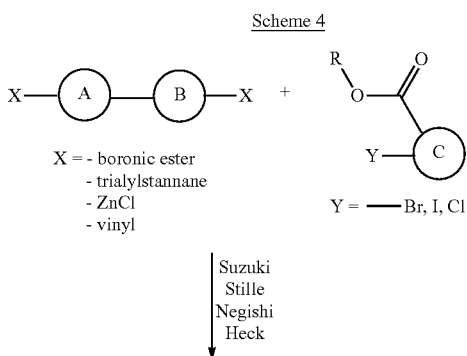 Scheme 4
X A B X + R O O Y C
X = - boronic ester
- trialylstannane
- ZnCl
- vinyl
Y = — Br, I, Cl
Suzuki
Stille
Negishi
Heck